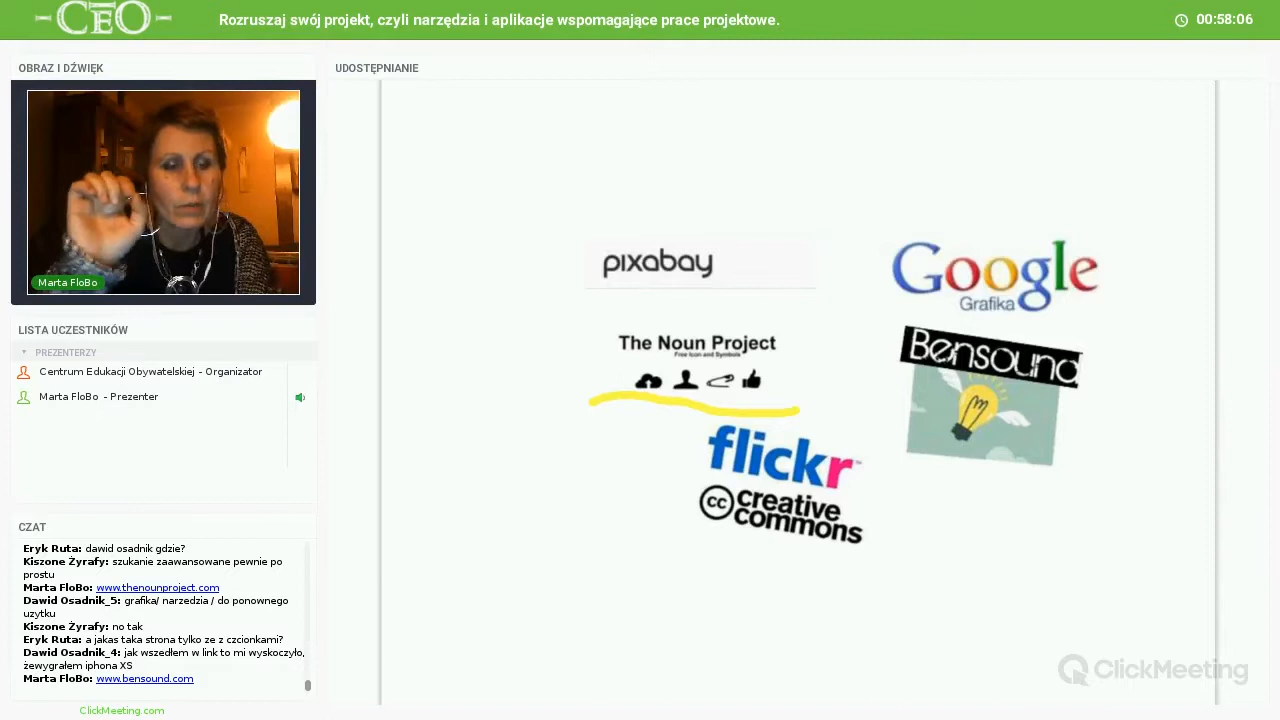 CEO
Rozruszaj swój projekt, czyli narzędzia i aplikacje wspomagające prace projektowe.
00:58:06
OBRAZ I DŹWIĘK
UDOSTĘPNIANIE
Marta FloBo
LISTA UCZESTNIKÓW
PREZENTERZY
Centrum Edukacji Obywatelskiej - Organizator
Marta FloBo - Prezenter
CZAT
Eryk Ruta: dawid osadnik gdzie?
Kiszone Żyrafy: szukanie zaawansowane pewnie po
prostu
Marta FloBo: www.thenounproject.com
Dawid Osadnik_5: grafika/ narzedzia / do ponownego
uzytku
Kiszone Żyrafy: no tak
Eryk Ruta: a jakas taka strona tylko ze z czcionkami?
Dawid Osadnik_4: jak wszedłem w link to mi wyskoczyło,
żewygrałem iphona XS
Marta FloBo: www.bensound.com
ClickMeeting.com
pixabay
Google
Grafika
The Noun Project
Free Icon and Symbols
Bensound
flickr
TM
cc creative
commons
ClickMeeting